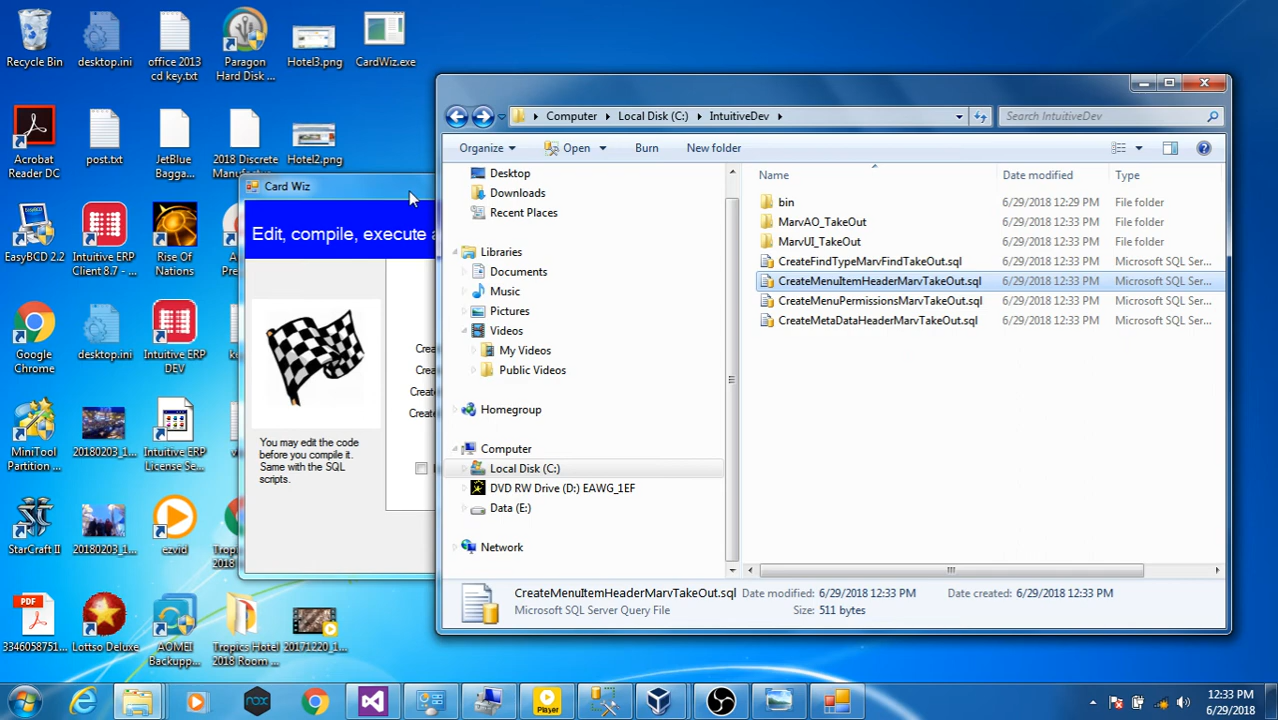 Recycle Bin
desktop.ini
office 2013
cd key.txt
Paragon
Hard Disk ...
Hotel3.png
CardWiz.exe
Acrobat
Reader DC
post.txt
JetBlue
Bagga...
2018 Discrete
Manufactu...
Hotel2.png
EasyBCD 2.2
Intuitive ERP
Client 8.7 - ...
Rise Of
Nations
Google
Chrome
desktop.ini
Intuitive ERP
DEV
MiniTool
Partition ...
20180203_1...
Intuitive ERP
License Se...
StarCraft II
20180203_1...
ezvid
PDF
3346058751...
Lottso Deluxe
AOMEI
Backupp...
Tropics Hotel
2018 Room ...
20171220_1...
Card Wiz
Edit, compile, execute a
Crea
Crea
Create
Create
You may edit the code
before you compile it.
Same with the SQL
scripts.
Computer
Local Disk (C:)
IntuitiveDev
Search IntuitiveDev
Organize
Open
Burn
New folder
Desktop
Downloads
Recent Places
Libraries
Documents
Music
Pictures
Videos
My Videos
Public Videos
Homegroup
Computer
Local Disk (C:)
DVD RW Drive (D:) EAWG_1EF
Data (E:)
Network
Name Date modified Type
bin 6/29/2018 12:29 PM File folder
MarvAO_TakeOut 6/29/2018 12:33 PM File folder
MarvUI_TakeOut 6/29/2018 12:33 PM File folder
CreateFindTypeMarvFindTakeOut.sql 6/29/2018 12:33 PM Microsoft SQL Ser...
CreateMenuItemHeaderMarvTakeOut.sql 6/29/2018 12:33 PM Microsoft SQL Ser...
CreateMenuPermissionsMarvTakeOut.sql 6/29/2018 12:33 PM Microsoft SQL Ser...
CreateMetaDataHeaderMarvTakeOut.sql 6/29/2018 12:33 PM Microsoft SQL Ser...
CreateMenuItemHeaderMarvTakeOut.sql Date modified: 6/29/2018 12:33 PM Date created: 6/29/2018 12:33 PM
Microsoft SQL Server Query File Size: 511 bytes
nox
Player
12:33 PM
6/29/2018